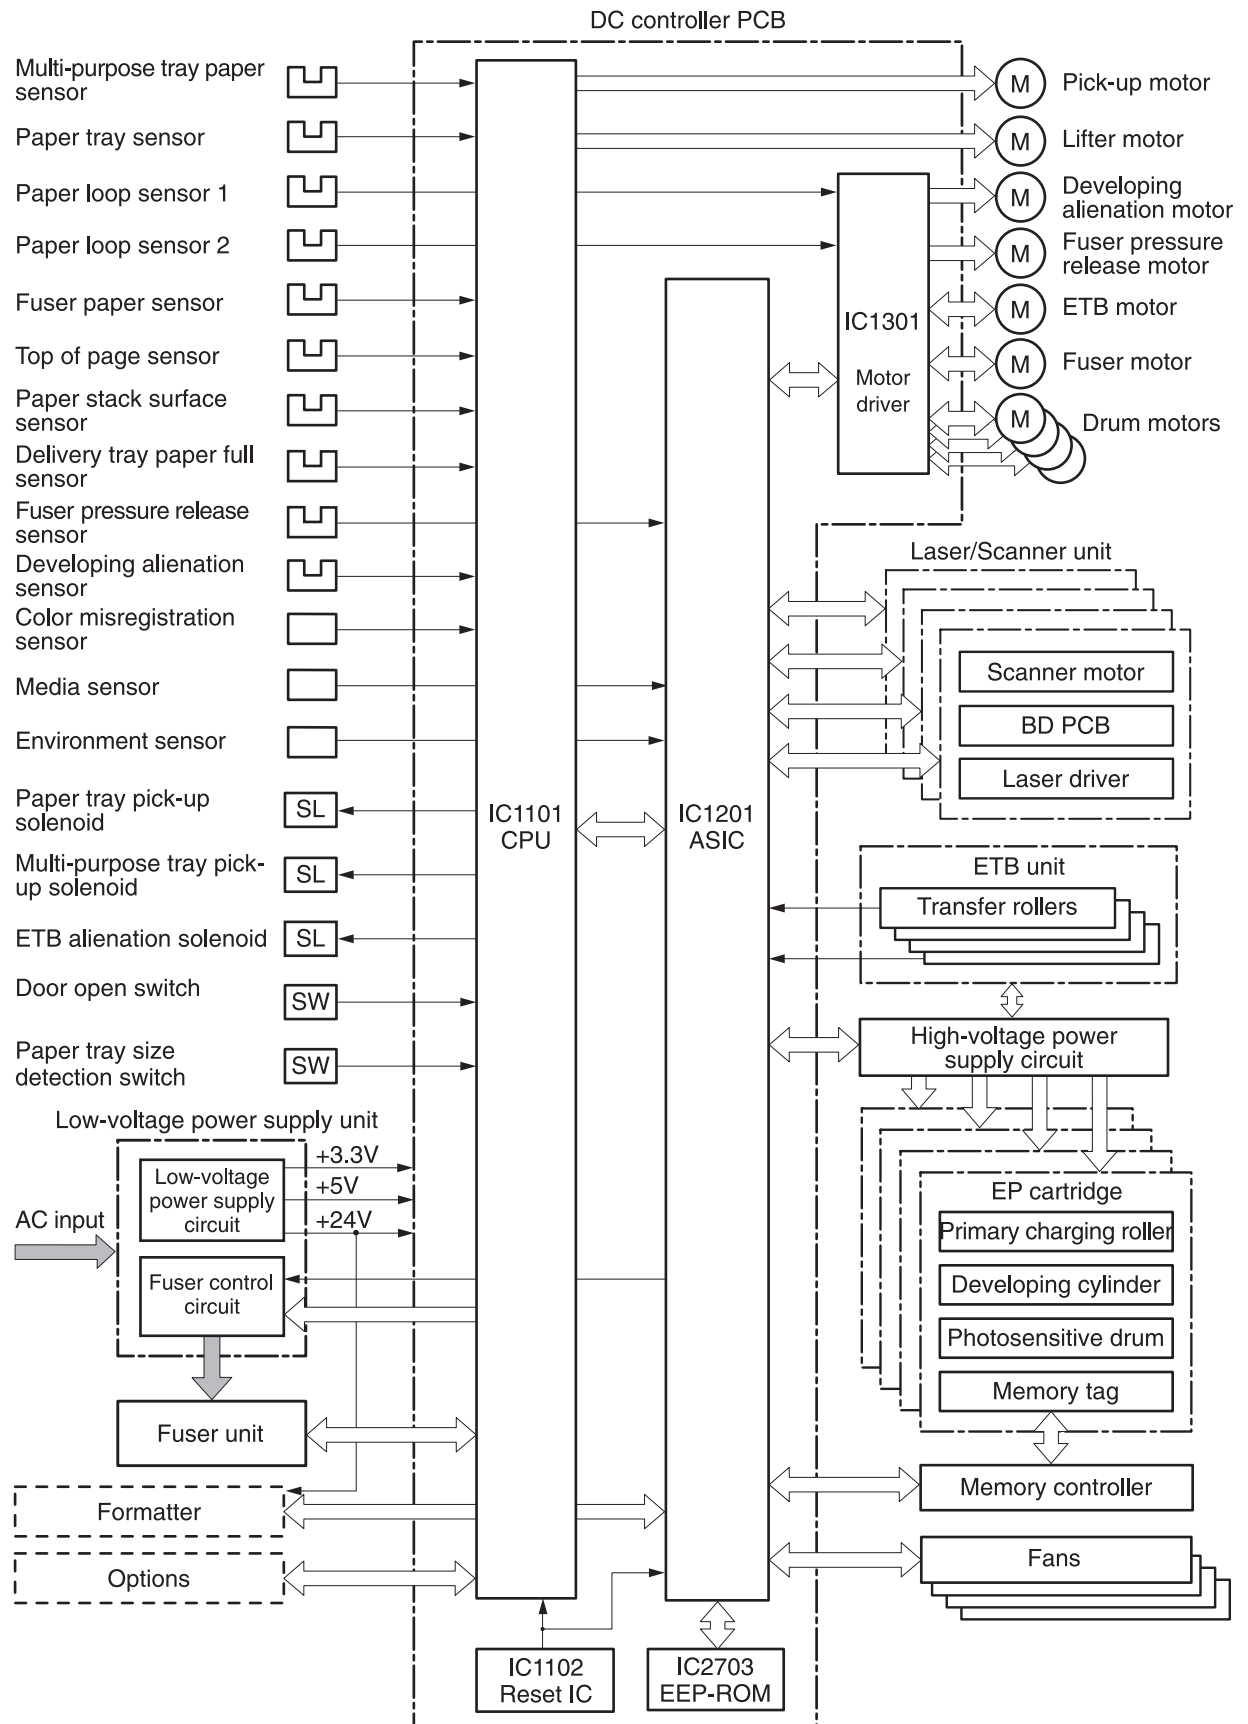 DC controller PCB
Multi-purpose tray paper
sensor
Paper tray sensor
Paper loop sensor 1
Paper loop sensor 2
Fuser paper sensor
Top of page sensor
Paper stack surface
sensor
Delivery tray paper full
sensor
Fuser pressure release
sensor
Developing alienation
sensor
Color misregistration
sensor
Media sensor
Environment sensor
Paper tray pick-up
solenoid
SL
Multi-purpose tray pick-
up solenoid
SL
ETB alienation solenoid
SL
Door open switch
SW
Paper tray size
detection switch
SW
Low-voltage power supply unit
Low-voltage
power supply
circuit
+3.3V
+5V
+24V
AC input
Fuser control
circuit
Fuser unit
Formatter
Options
IC1101
CPU
IC1201
ASIC
IC1102
Reset IC
IC2703
EEP-ROM
IC1301
Motor
driver
M
Pick-up motor
M
Lifter motor
M
Developing
alienation motor
M
Fuser pressure
release motor
M
ETB motor
M
Fuser motor
M
Drum motors
Laser/Scanner unit
Scanner motor
BD PCB
Laser driver
ETB unit
Transfer rollers
High-voltage power
supply circuit
EP cartridge
Primary charging roller
Developing cylinder
Photosensitive drum
Memory tag
Memory controller
Fans